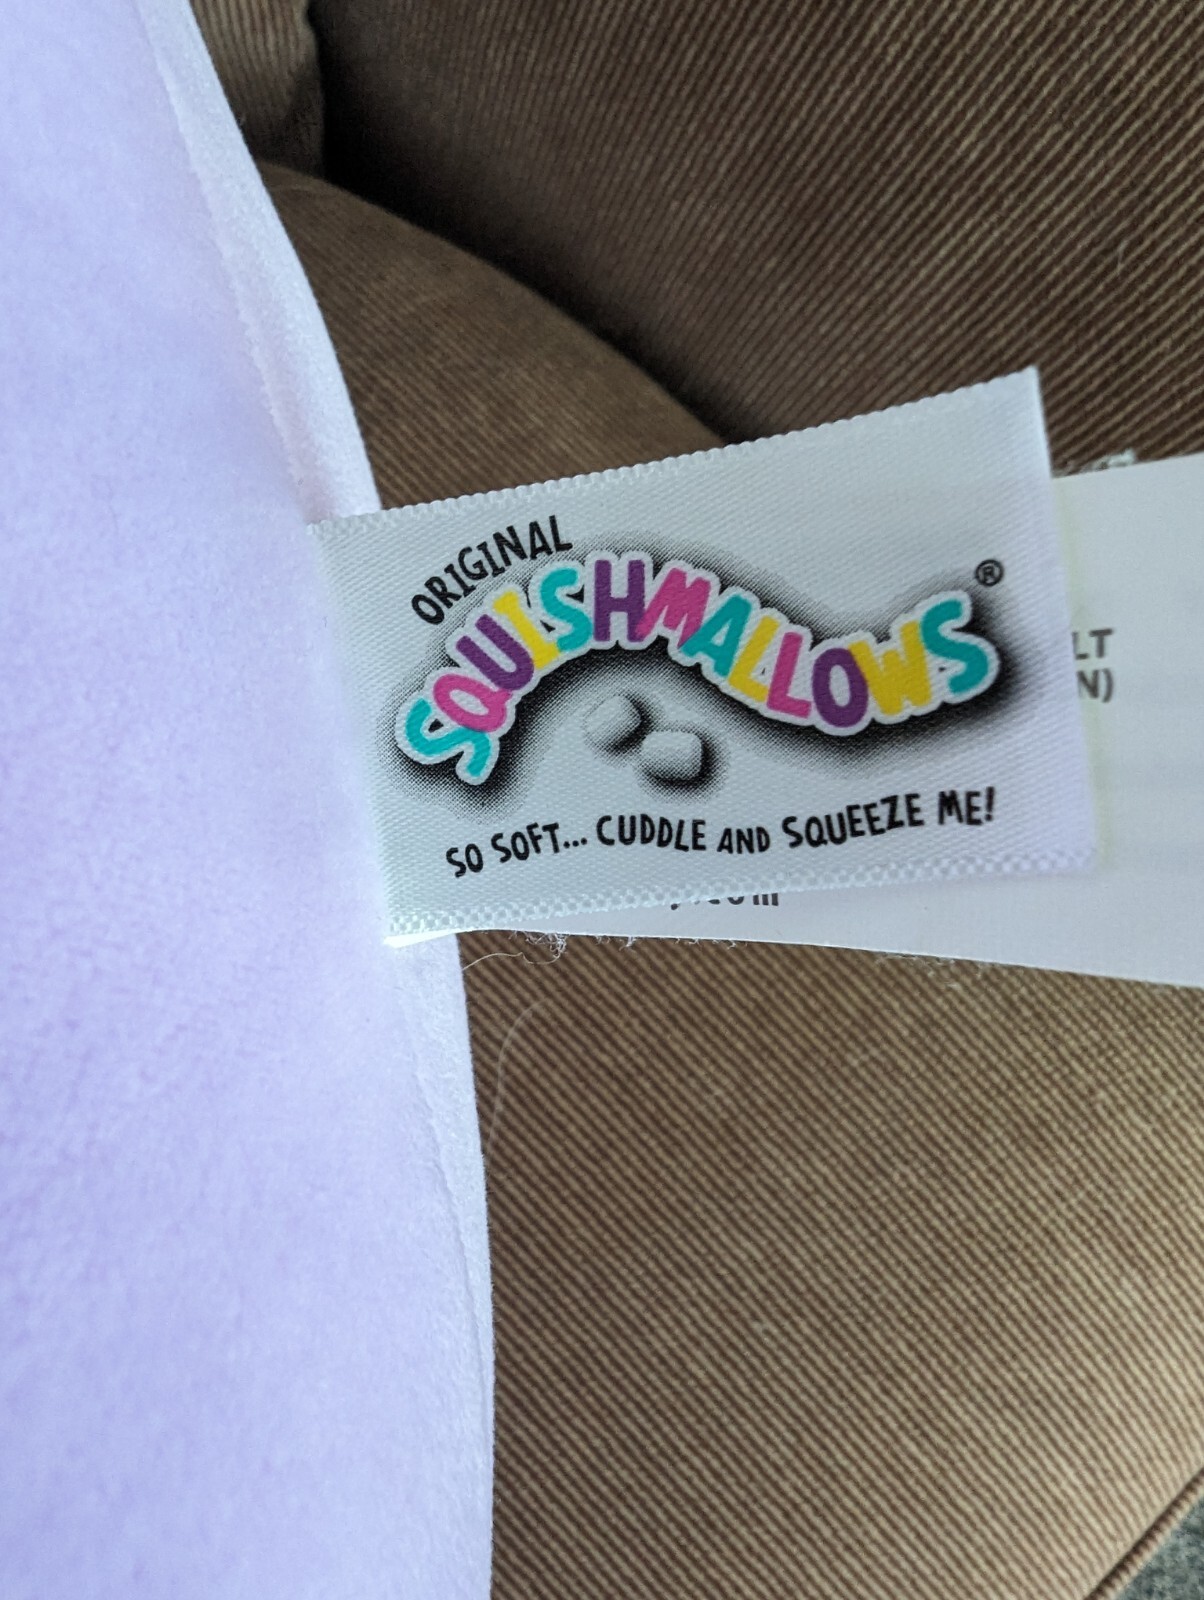 ORIGINAL
SQUISHMALLOWS®
SO SOFT... CUDDLE AND SQUEEZE ME!